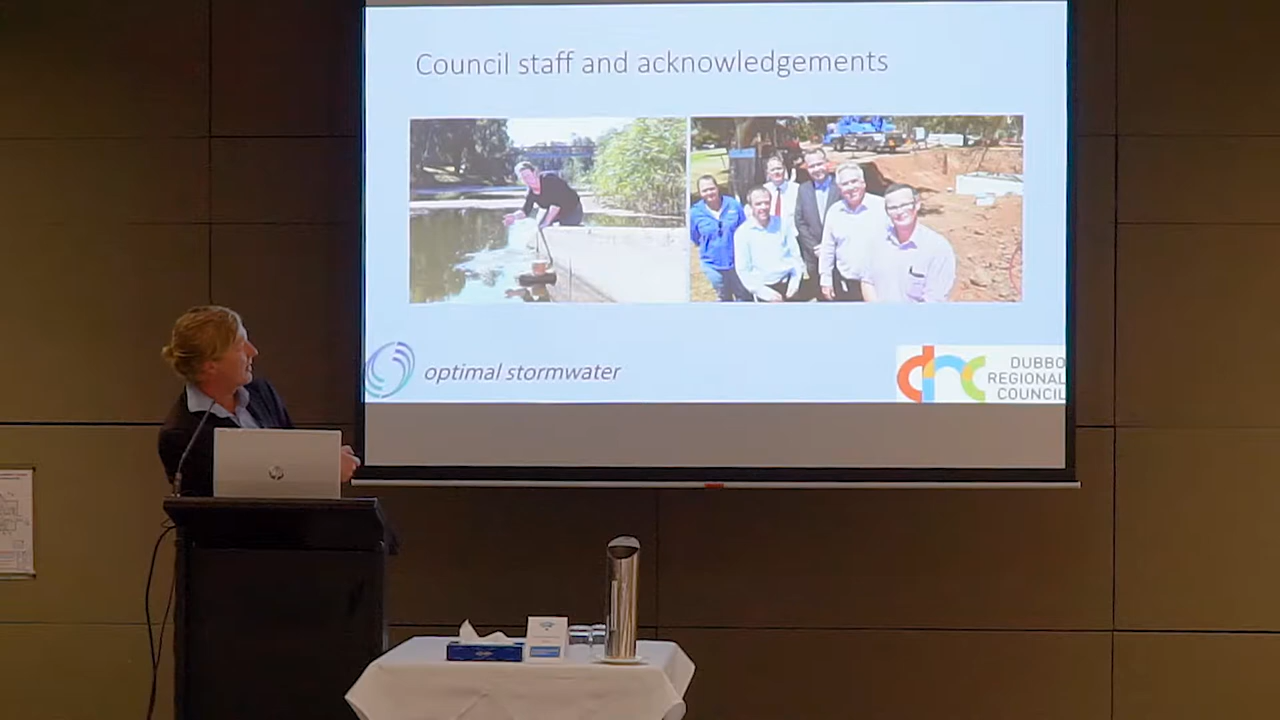 Council staff and acknowledgements
optimal stormwater
DUBBO
REGIONAL
COUNCIL